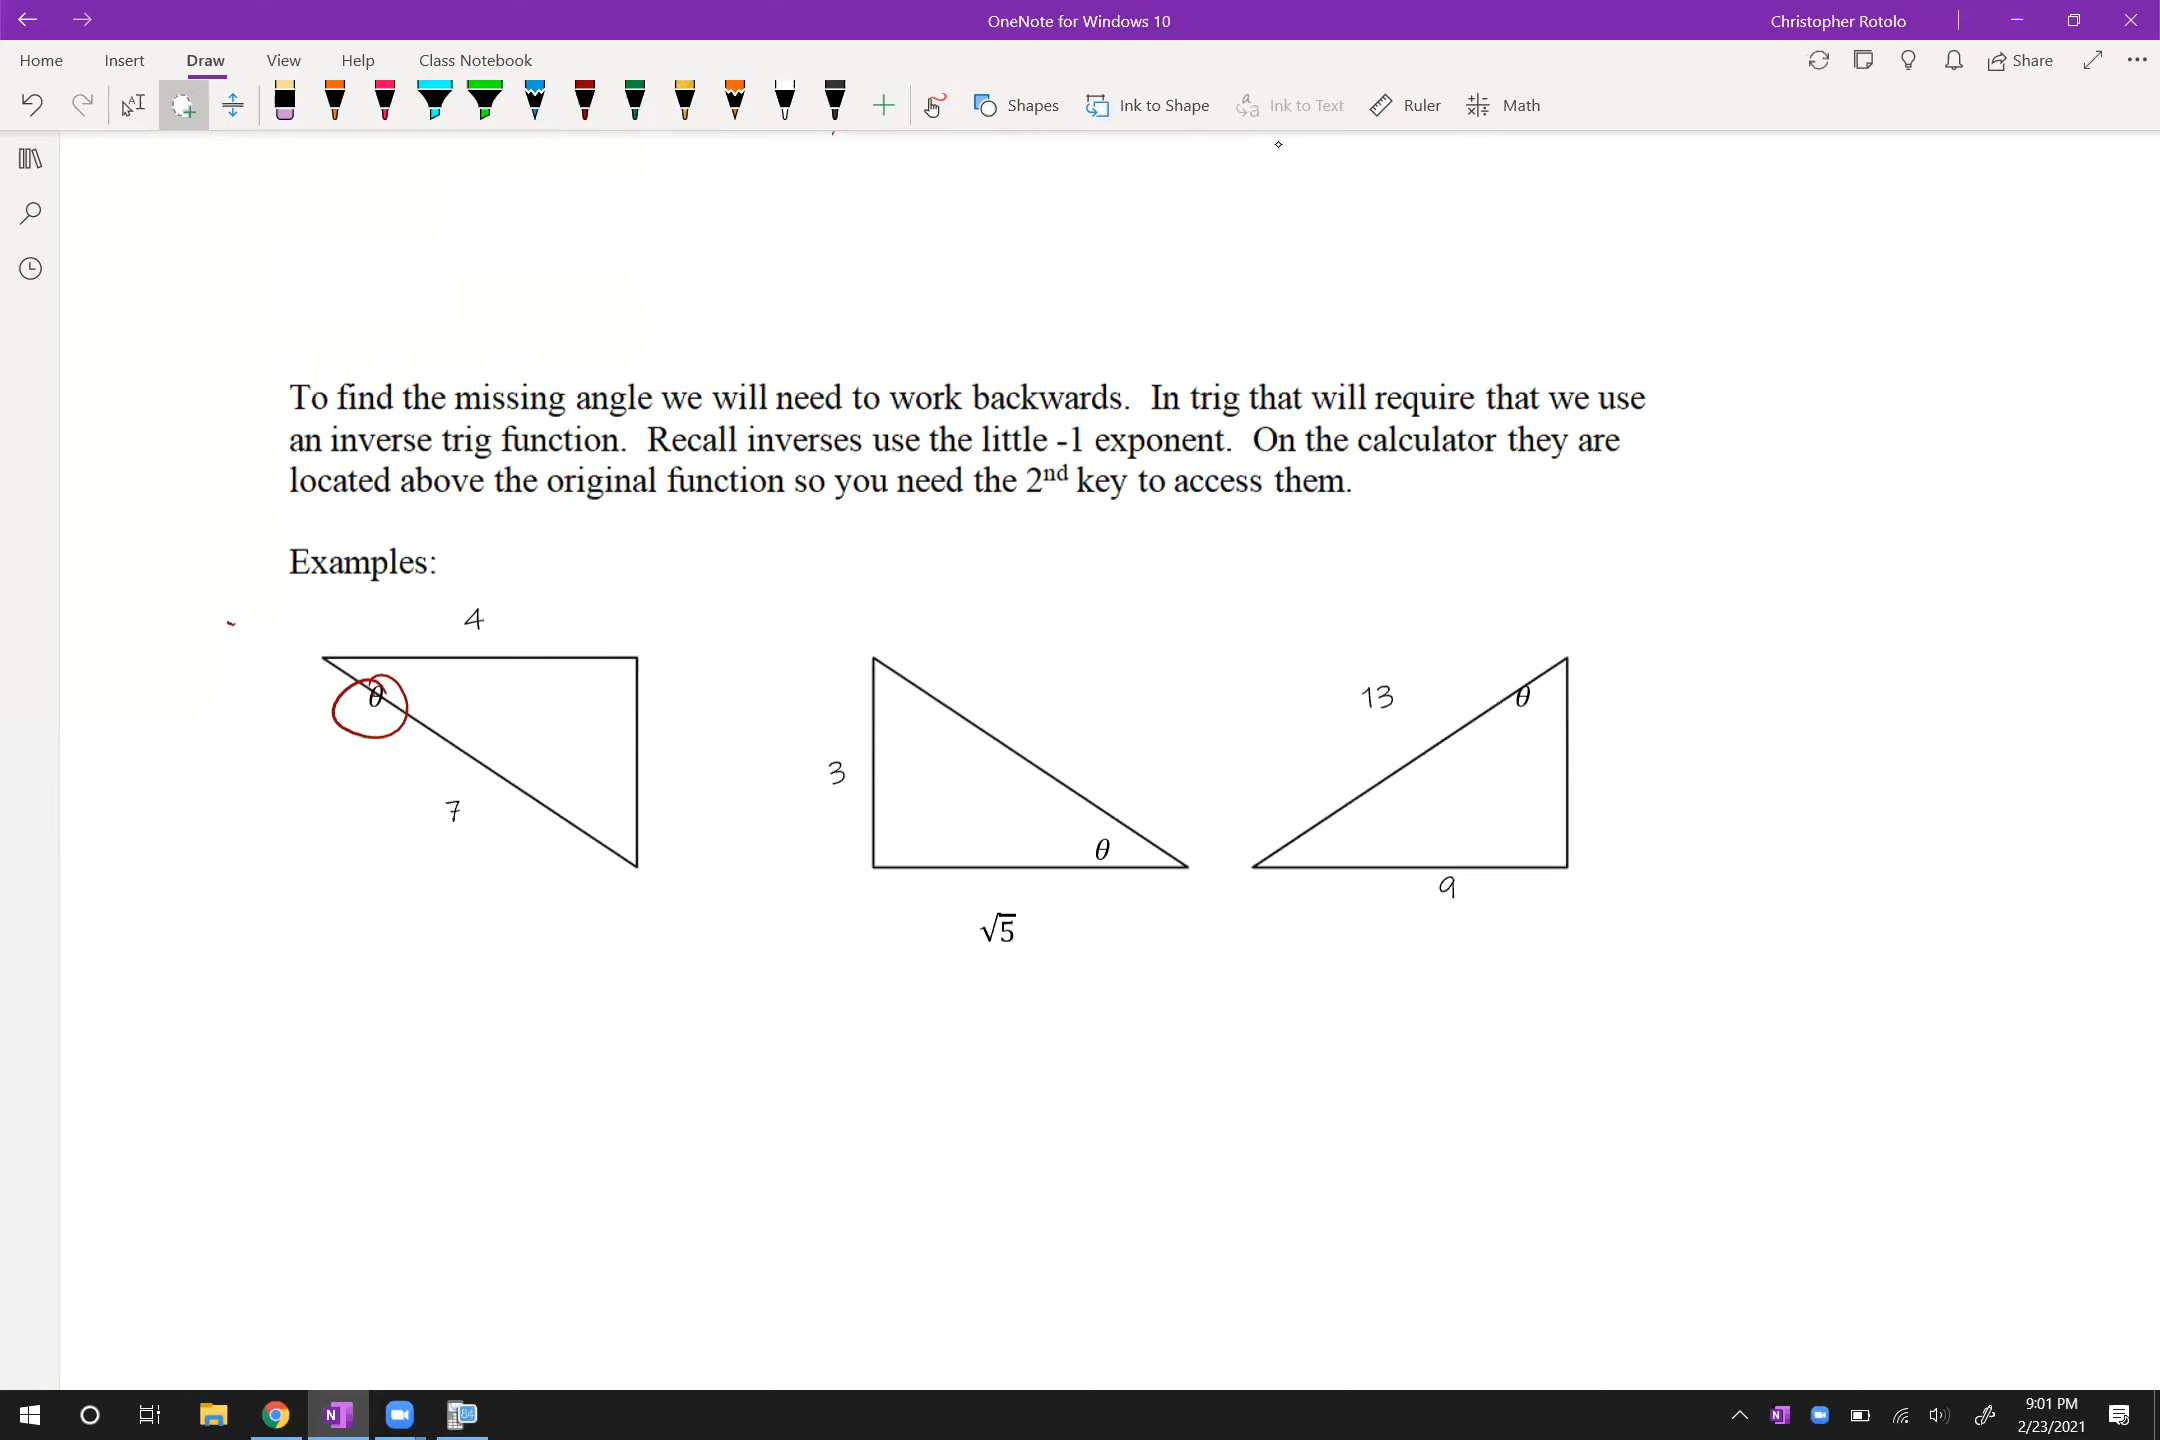 OneNote for Windows 10
Christopher Rotolo
Home Insert Draw View Help Class Notebook
Share
Shapes Ink to Shape Ink to Text Ruler Math
To find the missing angle we will need to work backwards. In trig that will require that we use
an inverse trig function. Recall inverses use the little -1 exponent. On the calculator they are
located above the original function so you need the 2nd key to access them.
Examples:
4
θ
7
3
θ
√5
13
θ
9
9:01 PM
2/23/2021